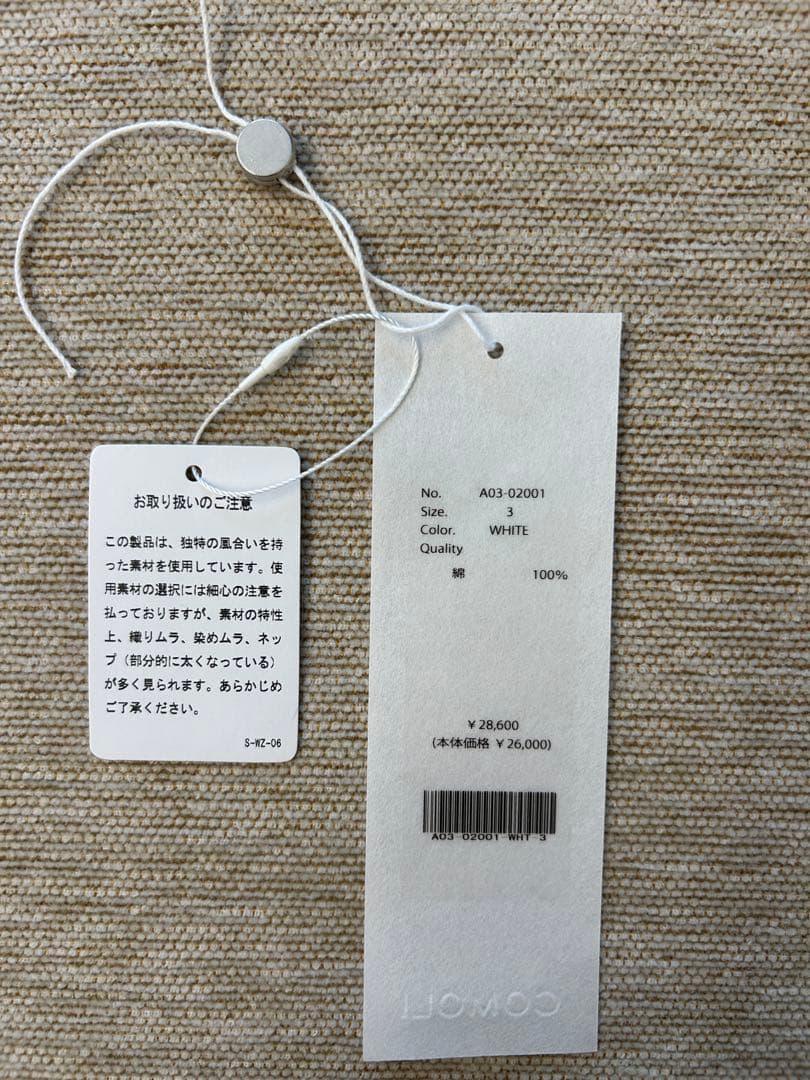 お取り扱いのご注意
この製品は、独特の風合いを持
った素材を使用しています。使
用素材の選択には細心の注意を
払っておりますが、素材の特性
上、織りムラ、染めムラ、ネッ
プ（部分的に太くなっている）
が多く見られます。あらかじめ
ご了承ください。
S-WZ-06
No. A03-02001
Size. 3
Color. WHITE
Quality
綿 100%
￥28,600
(本体価格 ￥26,000)
A03-02001-WHT-3
COMOLI